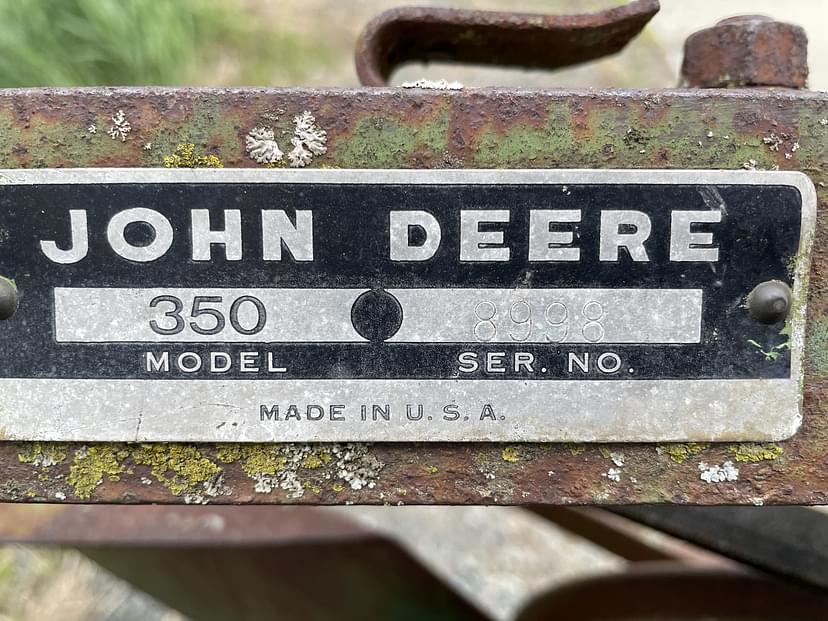 JOHN DEERE
350 8998
MODEL SER. NO.
MADE IN U. S. A.